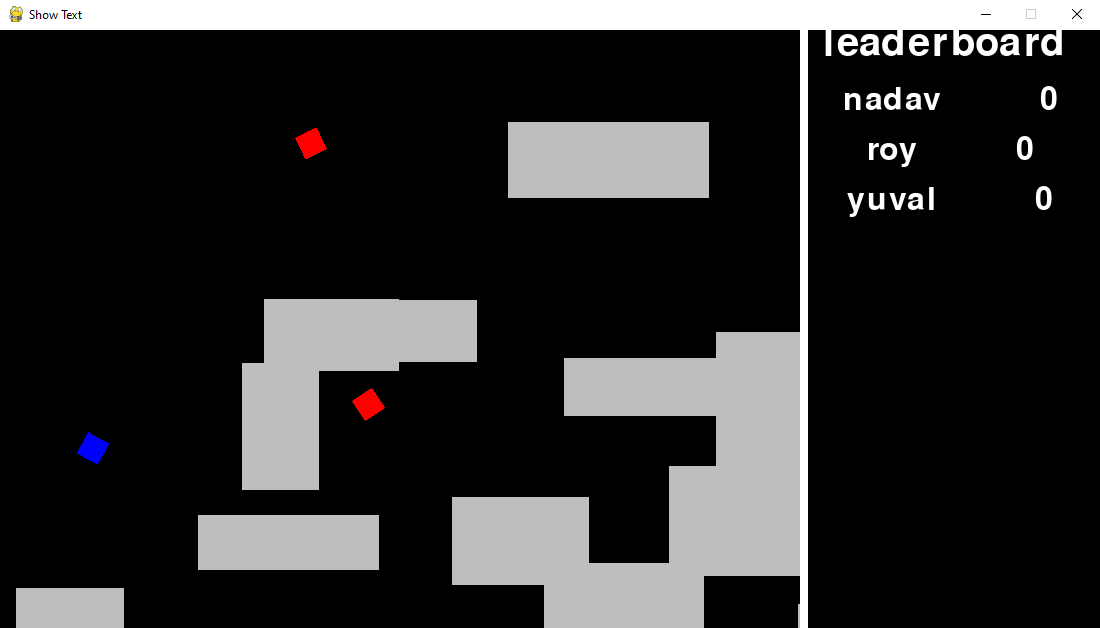 Show Text
leaderboard
nadav 0
roy 0
yuval 0